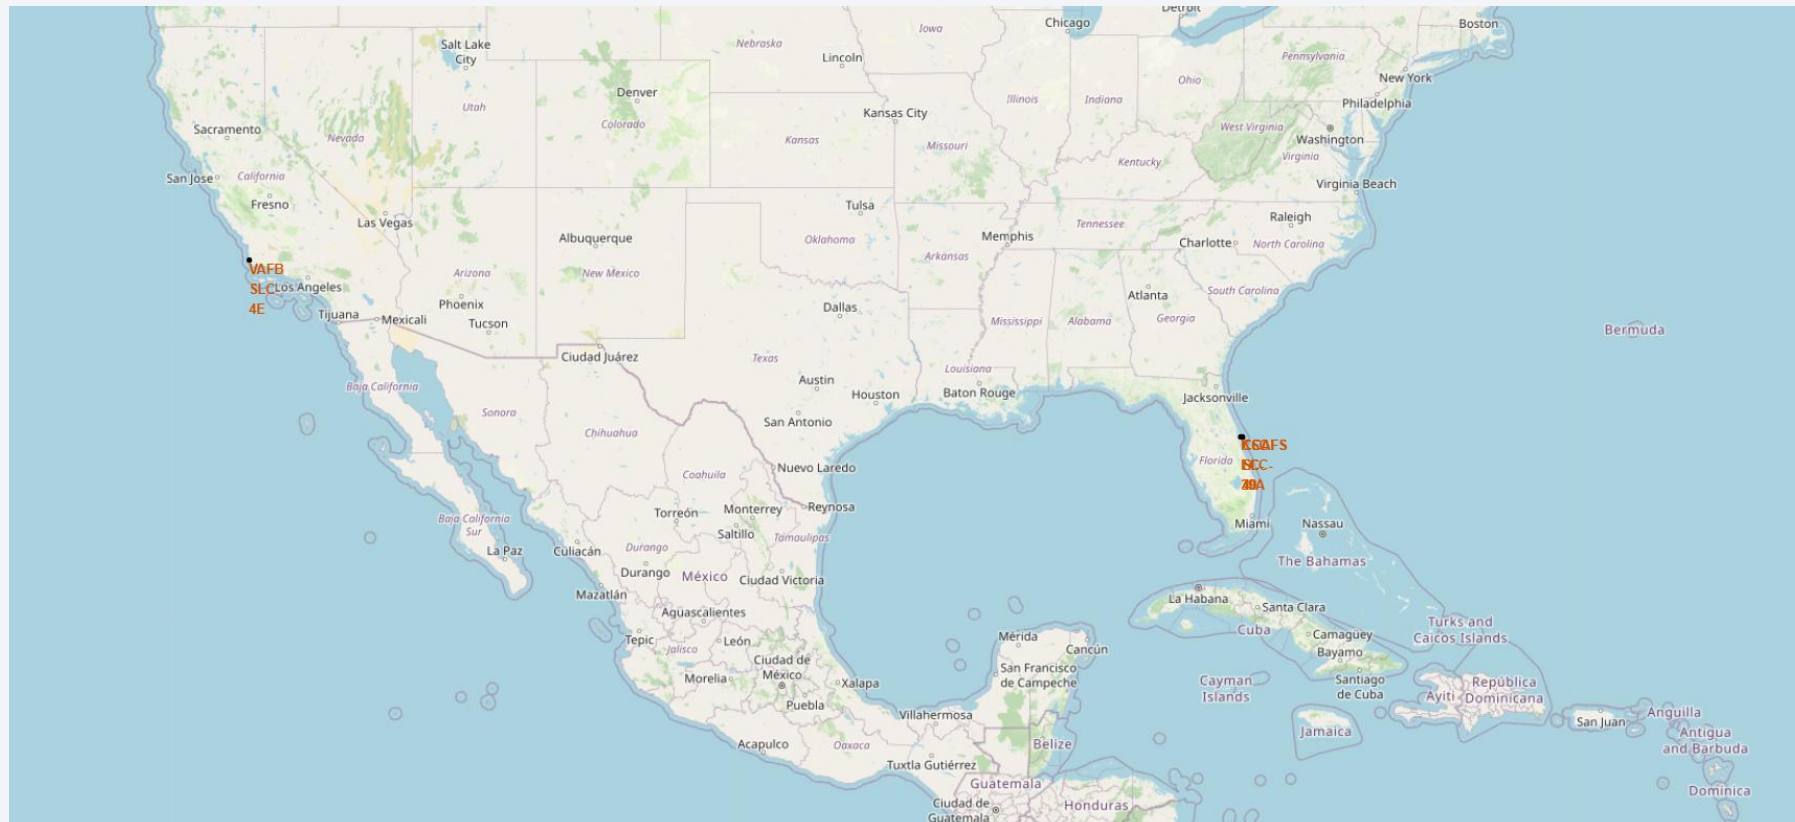 Detroit
Chicago
Boston
Iowa
Salt Lake
City
Nebraska
Lincoln
Pennsylvania
New York
Ohio
Denver
Utah
Illinois
Indiana
Philadelphia
Kansas City
Colorado
Sacramento
Nevada
Kansas
Missouri
West Virginia
Washington
Virginia
Kentucky
San Jose
California
Virginia Beach
Fresno
Las Vegas
Tulsa
Raleigh
Tennessee
Albuquerque
Oklahoma
Memphis
Charlotte
North Carolina
Arkansas
VAFB
SLC-
4E
Los Angeles
Arizona
New Mexico
South Carolina
Atlanta
Phoenix
Dallas
Tijuana
Mexicali
Tucson
Mississippi
Alabama
Georgia
Bermuda
Ciudad Juárez
Texas
Louisiana
Austin
Baja California
Houston
Baton Rouge
Jacksonville
Sonora
San Antonio
Chihuahua
Florida
Nuevo Laredo
Coahuila
Reynosa
Torreón
Monterrey
Baja California
Sur
Saltillo
Tamaulipas
Miami
Nassau
La Paz
Culiacán
Durango
The Bahamas
Durango
México
Ciudad Victoria
Mazatlán
La Habana
Santa Clara
Aguascalientes
Turks and
Caicos Islands
Cuba
Camagüey
Tepic
León
Mérida
Bayamo
Jalisco
Cancún
Ciudad de
México
San Francisco
de Campeche
Morelia
Xalapa
Cayman
Islands
Santiago
de Cuba
Ayiti
República
Dominicana
Puebla
Villahermosa
San Juan
Anguilla
Jamaica
Antigua
and Barbuda
Acapulco
Oaxaca
Belize
Tuxtla Gutiérrez
Guatemala
Dominica
Ciudad de
Guatemala
Honduras